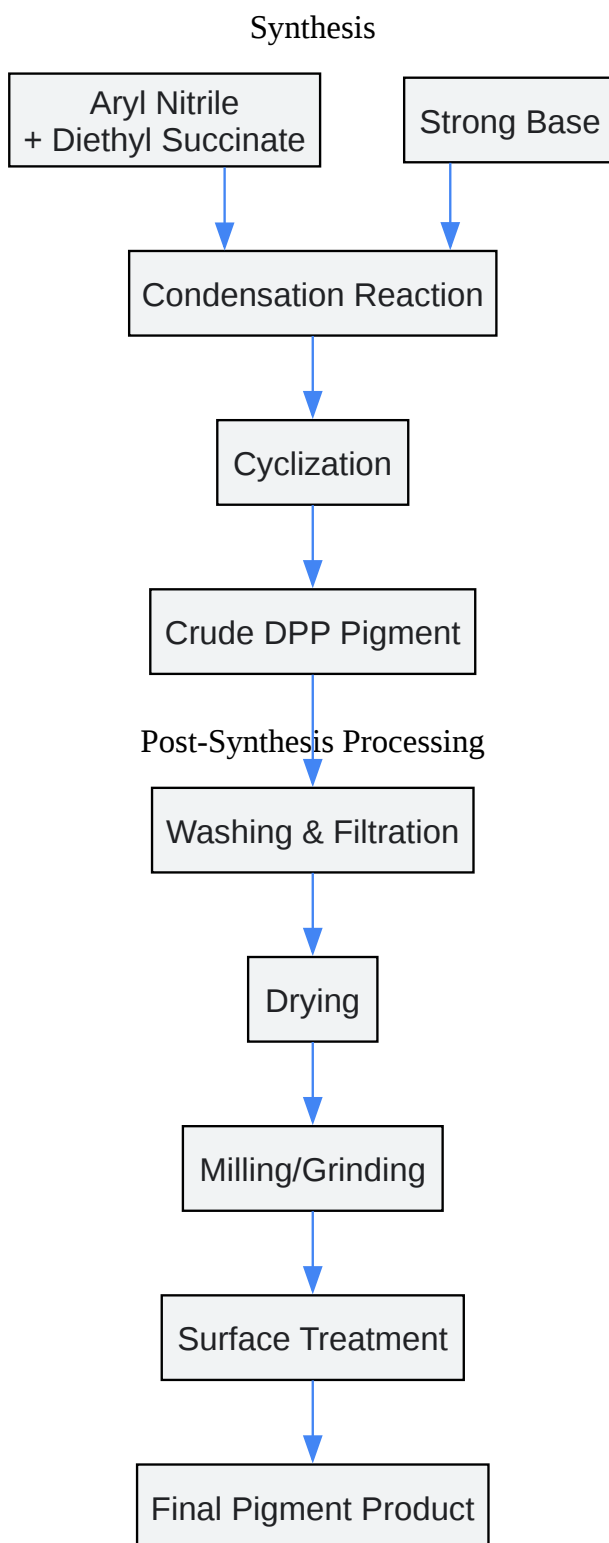 Synthesis
Aryl Nitrile
+ Diethyl Succinate
Strong Base
Condensation Reaction
Cyclization
Crude DPP Pigment
Post-Synthesis Processing
Washing & Filtration
Drying
Milling/Grinding
Surface Treatment
Final Pigment Product